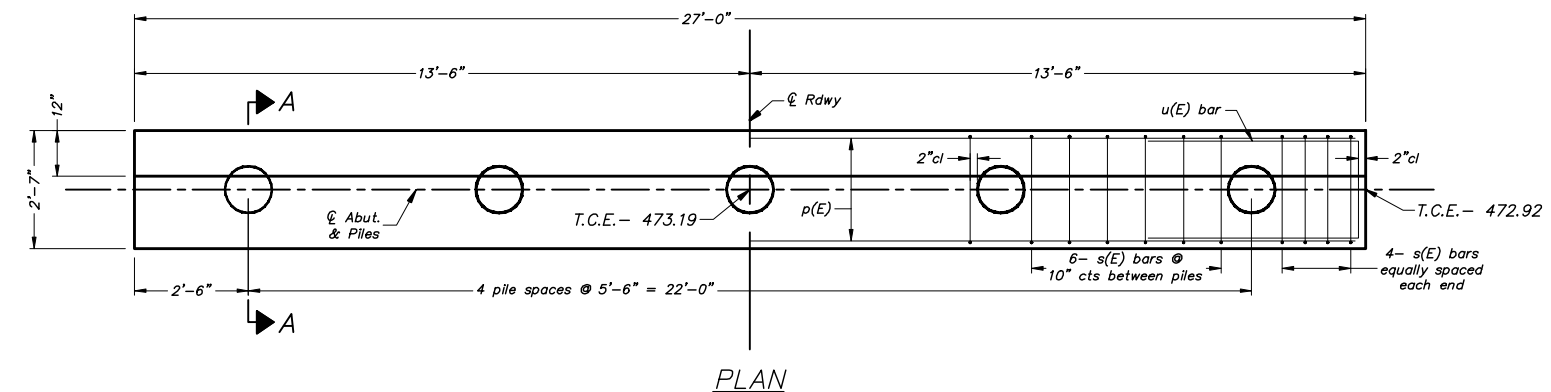 27'-0"
13'-6"
13'-6"
12"
A
℄ Rdwy
u(E) bar
2'-7"
2"cl
2"cl
p(E)
℄ Abut.
& Piles
T.C.E.– 473.19
T.C.E.– 472.92
6– s(E) bars @
10" cts between piles
4– s(E) bars
equally spaced
each end
2'-6"
4 pile spaces @ 5'-6" = 22'-0"
A
PLAN